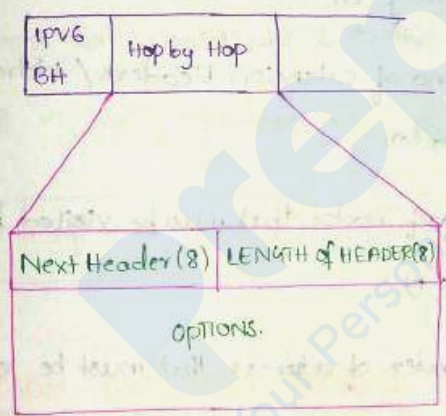 IPV6
BH
Hop by Hop
Next Header (8)
LENGTH of HEADER(8)
OPTIONS.